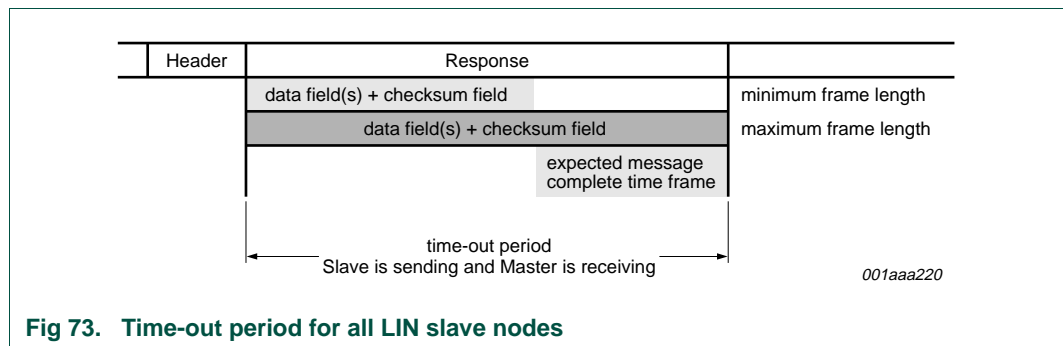 Header
Response
data field(s) + checksum field
minimum frame length
data field(s) + checksum field
maximum frame length
expected message
complete time frame
time-out period
Slave is sending and Master is receiving
001aaa220
Fig 73. Time-out period for all LIN slave nodes